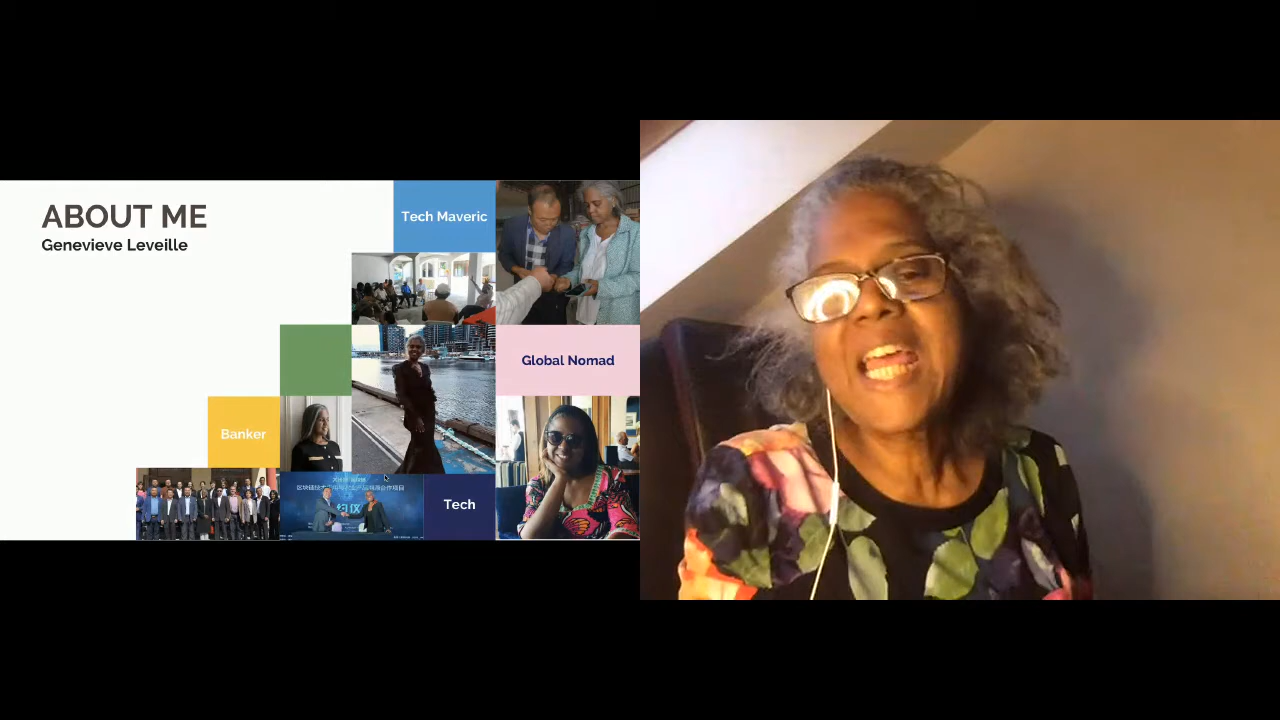 ABOUT ME
Genevieve Leveille
Tech Maveric
Global Nomad
Banker
Tech